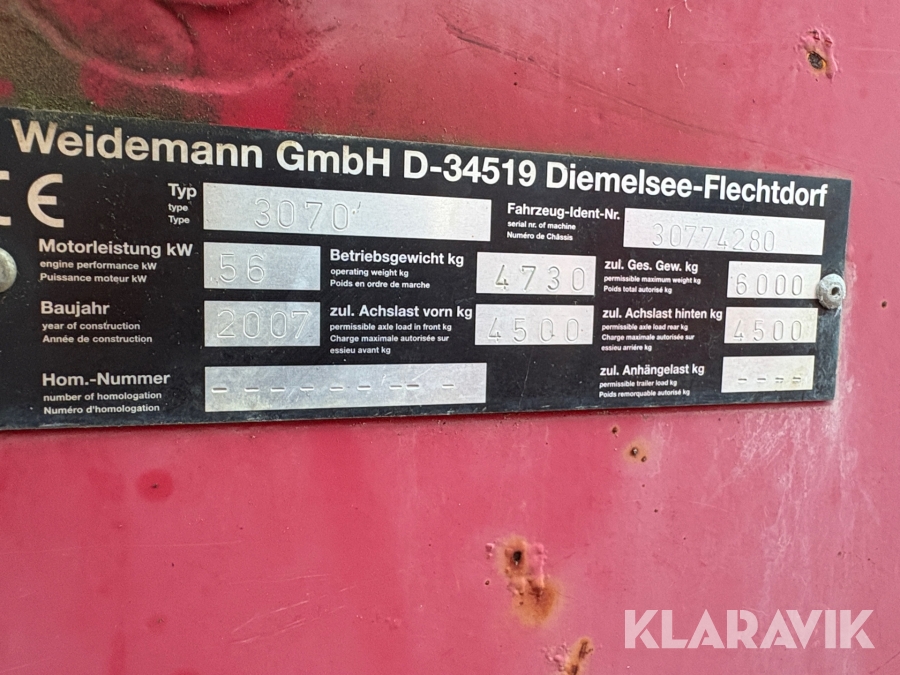 Weidemann GmbH D-34519 Diemelsee-Flechtdorf
CE
Typ
type
Type
3070
Fahrzeug-Ident-Nr.
serial nr. of machine
Numéro de Châssis
30774280
Motorleistung kW
engine performance kW
Puissance moteur kW
56
Betriebsgewicht kg
operating weight kg
Poids en ordre de marche
4730
zul. Ges. Gew. kg
permissible maximum weight kg
Poids total autorisé kg
6000
Baujahr
year of construction
Année de construction
2007
zul. Achslast vorn kg
permissible axle load in front kg
Charge maximale autorisée sur
essieu avant kg
4500
zul. Achslast hinten kg
permissible axle load rear kg
Charge maximale autorisée sur
essieu arrière kg
4500
Hom.-Nummer
number of homologation
Numéro d'homologation
- - - - - - / - - -
zul. Anhängelast kg
permissible trailer load kg
Poids remorquable autorisé kg
- - - -
KLARAVIK